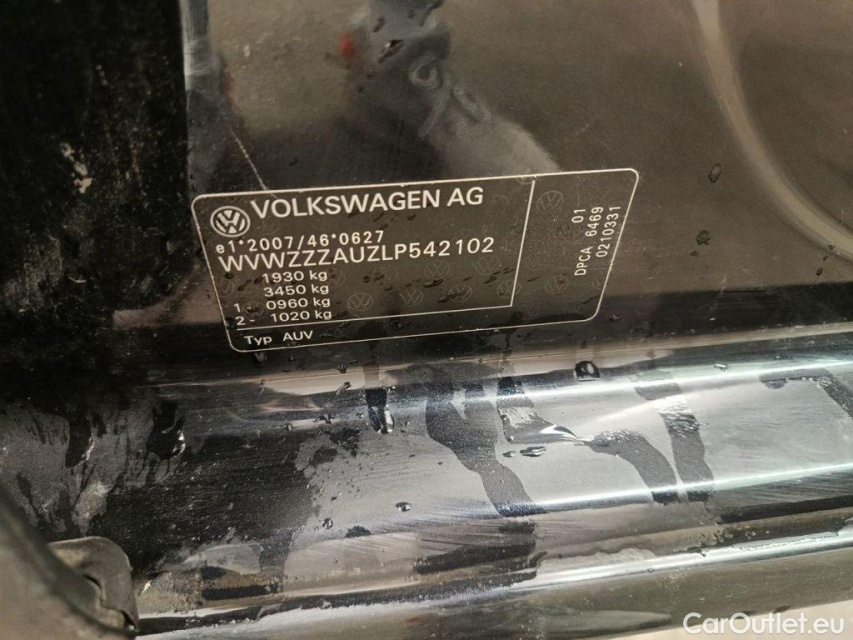 VOLKSWAGEN AG
e1*2007/46*0627
WVWZZZAUZLP542102
1930 kg
3450 kg
1- 0960 kg
2- 1020 kg
Typ AUV
01
DPCA 6469
0210331
CarOutlet.eu